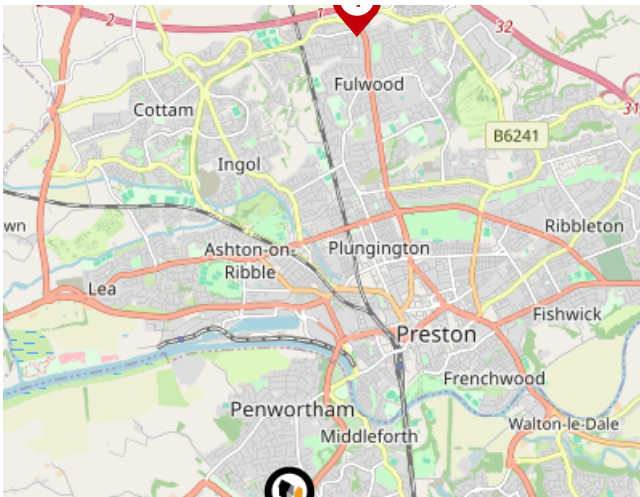 2
1
32
Fulwood
Cottam
31
B6241
Ingol
wn
Ribbleton
Ashton-on-
Ribble
Plungington
Lea
Fishwick
Preston
Frenchwood
Penwortham
Walton-le-Dale
Middleforth